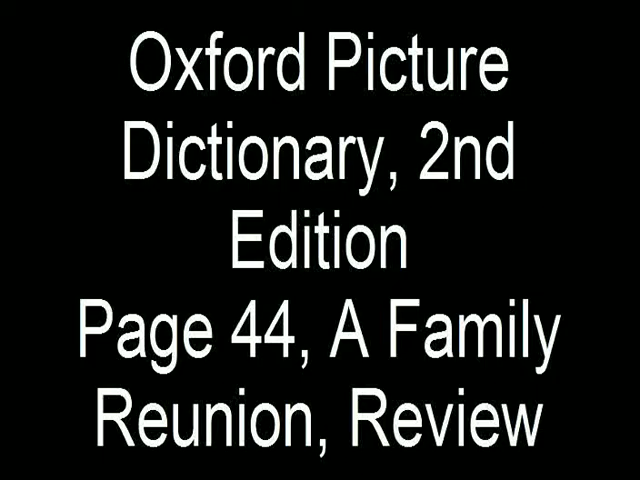 Oxford Picture
Dictionary, 2nd
Edition
Page 44, A Family
Reunion, Review